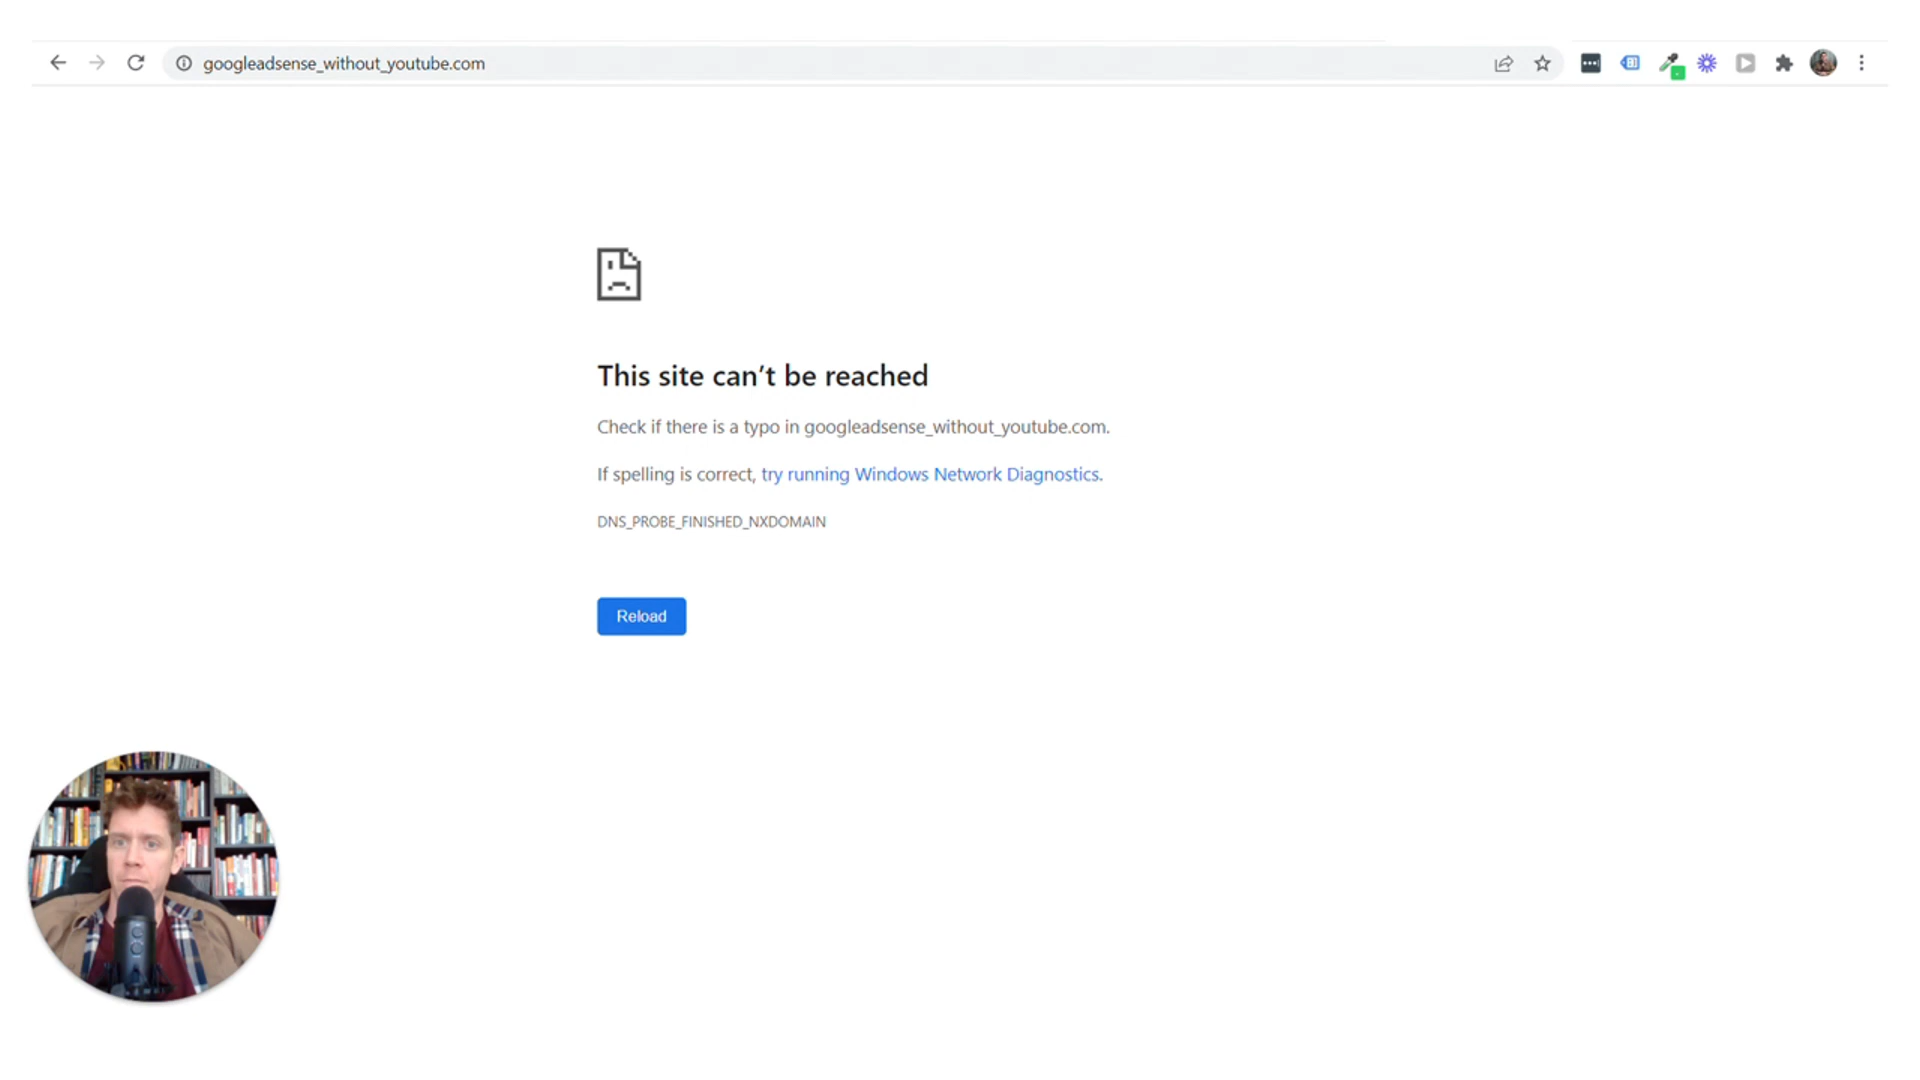 googleadsense_without_youtube.com
This site can’t be reached
Check if there is a typo in googleadsense_without_youtube.com.
If spelling is correct, try running Windows Network Diagnostics.
DNS_PROBE_FINISHED_NXDOMAIN
Reload